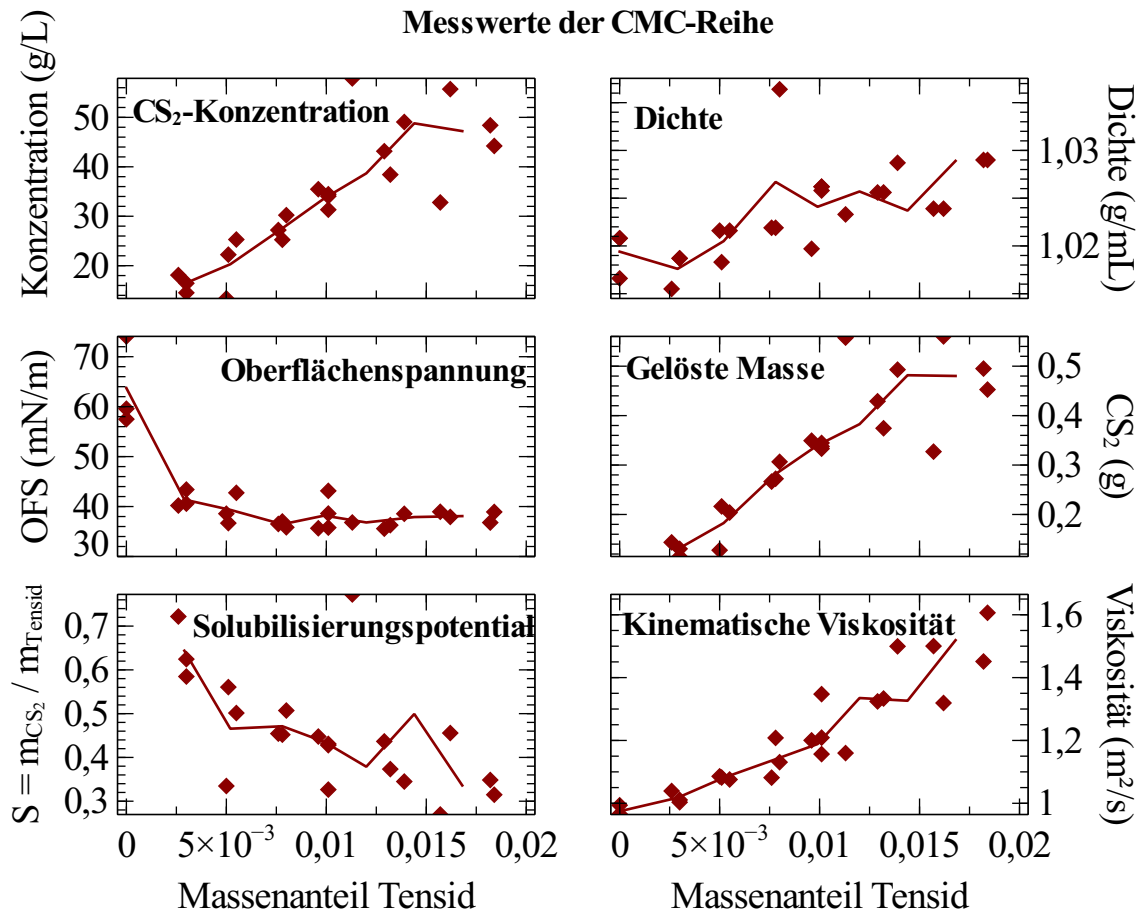 Messwerte der CMC-Reihe
Konzentration (g/L)
50
40
30
20
CS₂-Konzentration
Dichte
1,03
1,02
Dichte (g/mL)
OFS (mN/m)
70
60
50
40
30
Oberflächenspannung
Gelöste Masse
0,5
0,4
0,3
0,2
CS₂ (g)
S = m_CS₂ / m_Tensid
0,7
0,6
0,5
0,4
0,3
Solubilisierungspotential
Kinematische Viskosität
1,6
1,4
1,2
1
Viskosität (m²/s)
0 5×10⁻³ 0,01 0,015 0,02
0 5×10⁻³ 0,01 0,015 0,02
Massenanteil Tensid
Massenanteil Tensid